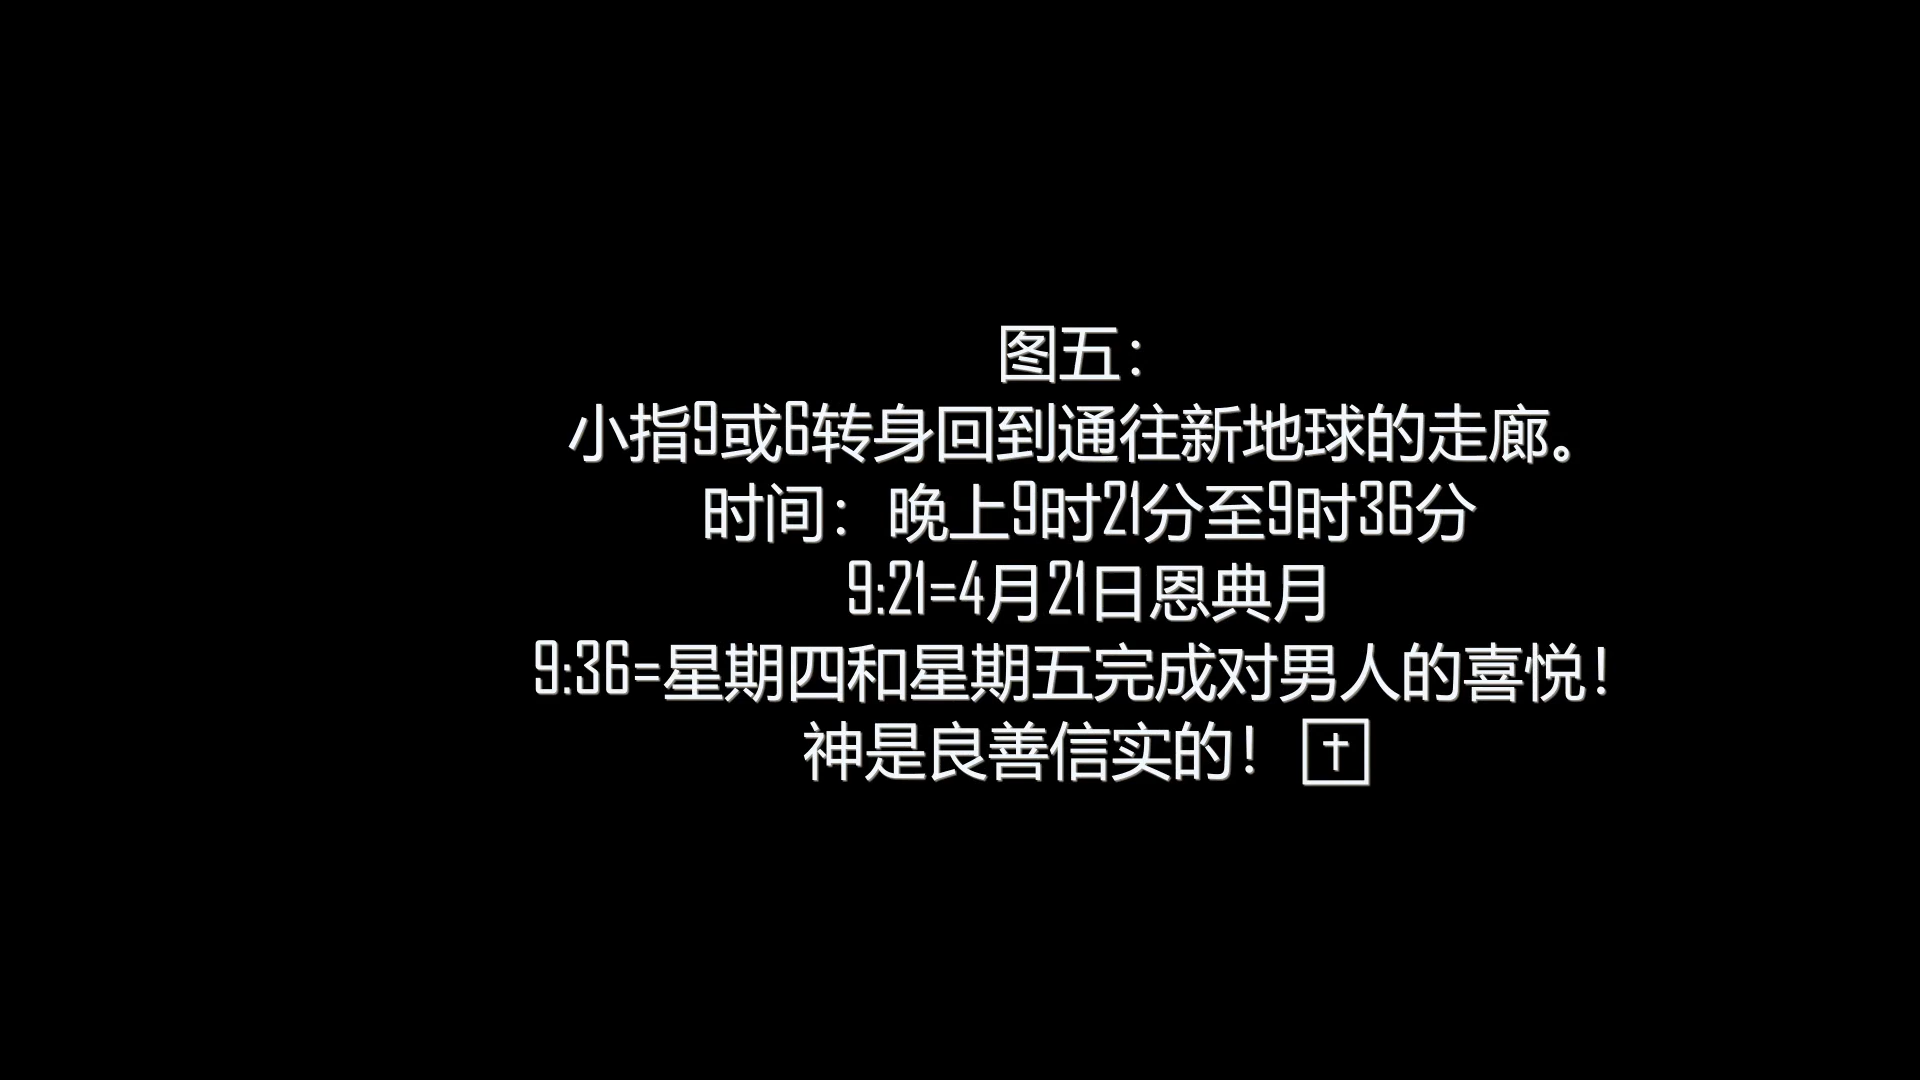 图五：
小指9或6转身回到通往新地球的走廊。
时间：晚上9时21分至9时36分
9:21=4月21日恩典月
9:36=星期四和星期五完成对男人的喜悦！
神是良善信实的！✝